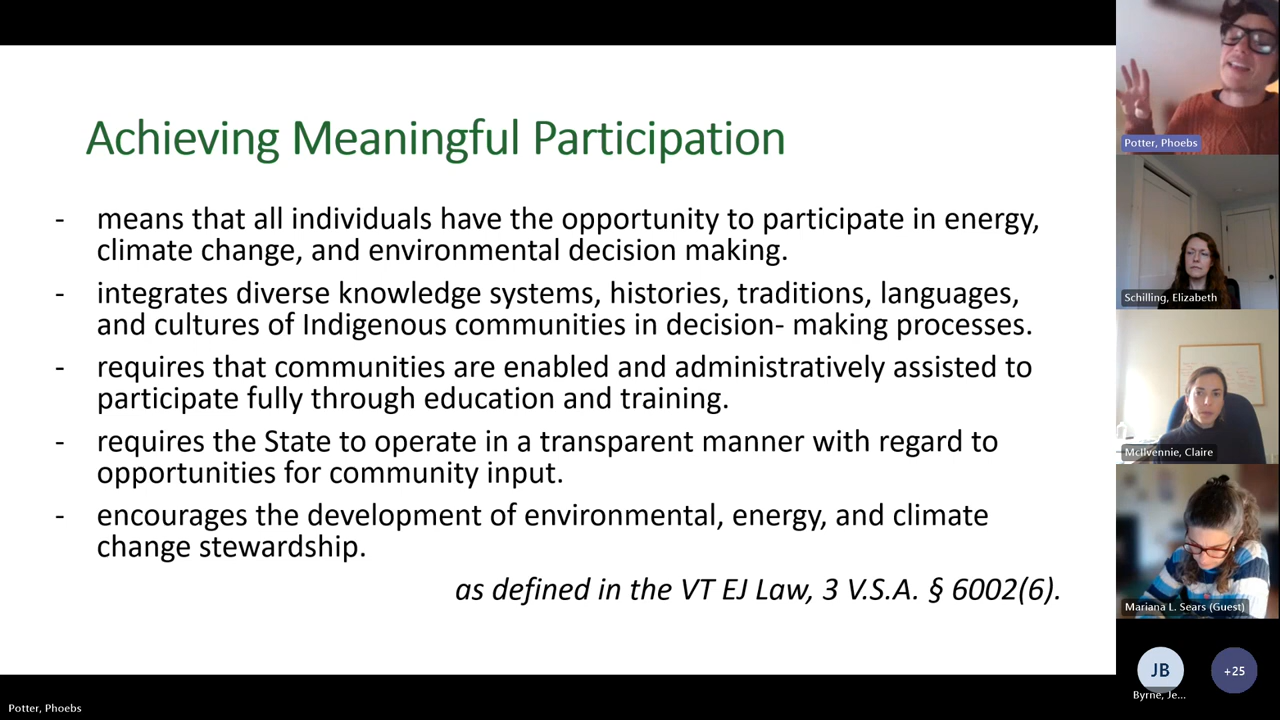 Achieving Meaningful Participation
- means that all individuals have the opportunity to participate in energy,
climate change, and environmental decision making.
- integrates diverse knowledge systems, histories, traditions, languages,
and cultures of Indigenous communities in decision- making processes.
- requires that communities are enabled and administratively assisted to
participate fully through education and training.
- requires the State to operate in a transparent manner with regard to
opportunities for community input.
- encourages the development of environmental, energy, and climate
change stewardship.
as defined in the VT EJ Law, 3 V.S.A. § 6002(6).
Potter, Phoebs
Schilling, Elizabeth
McIlvennie, Claire
Mariana L. Sears (Guest)
JB
+25
Byrne, Je...
Potter, Phoebs